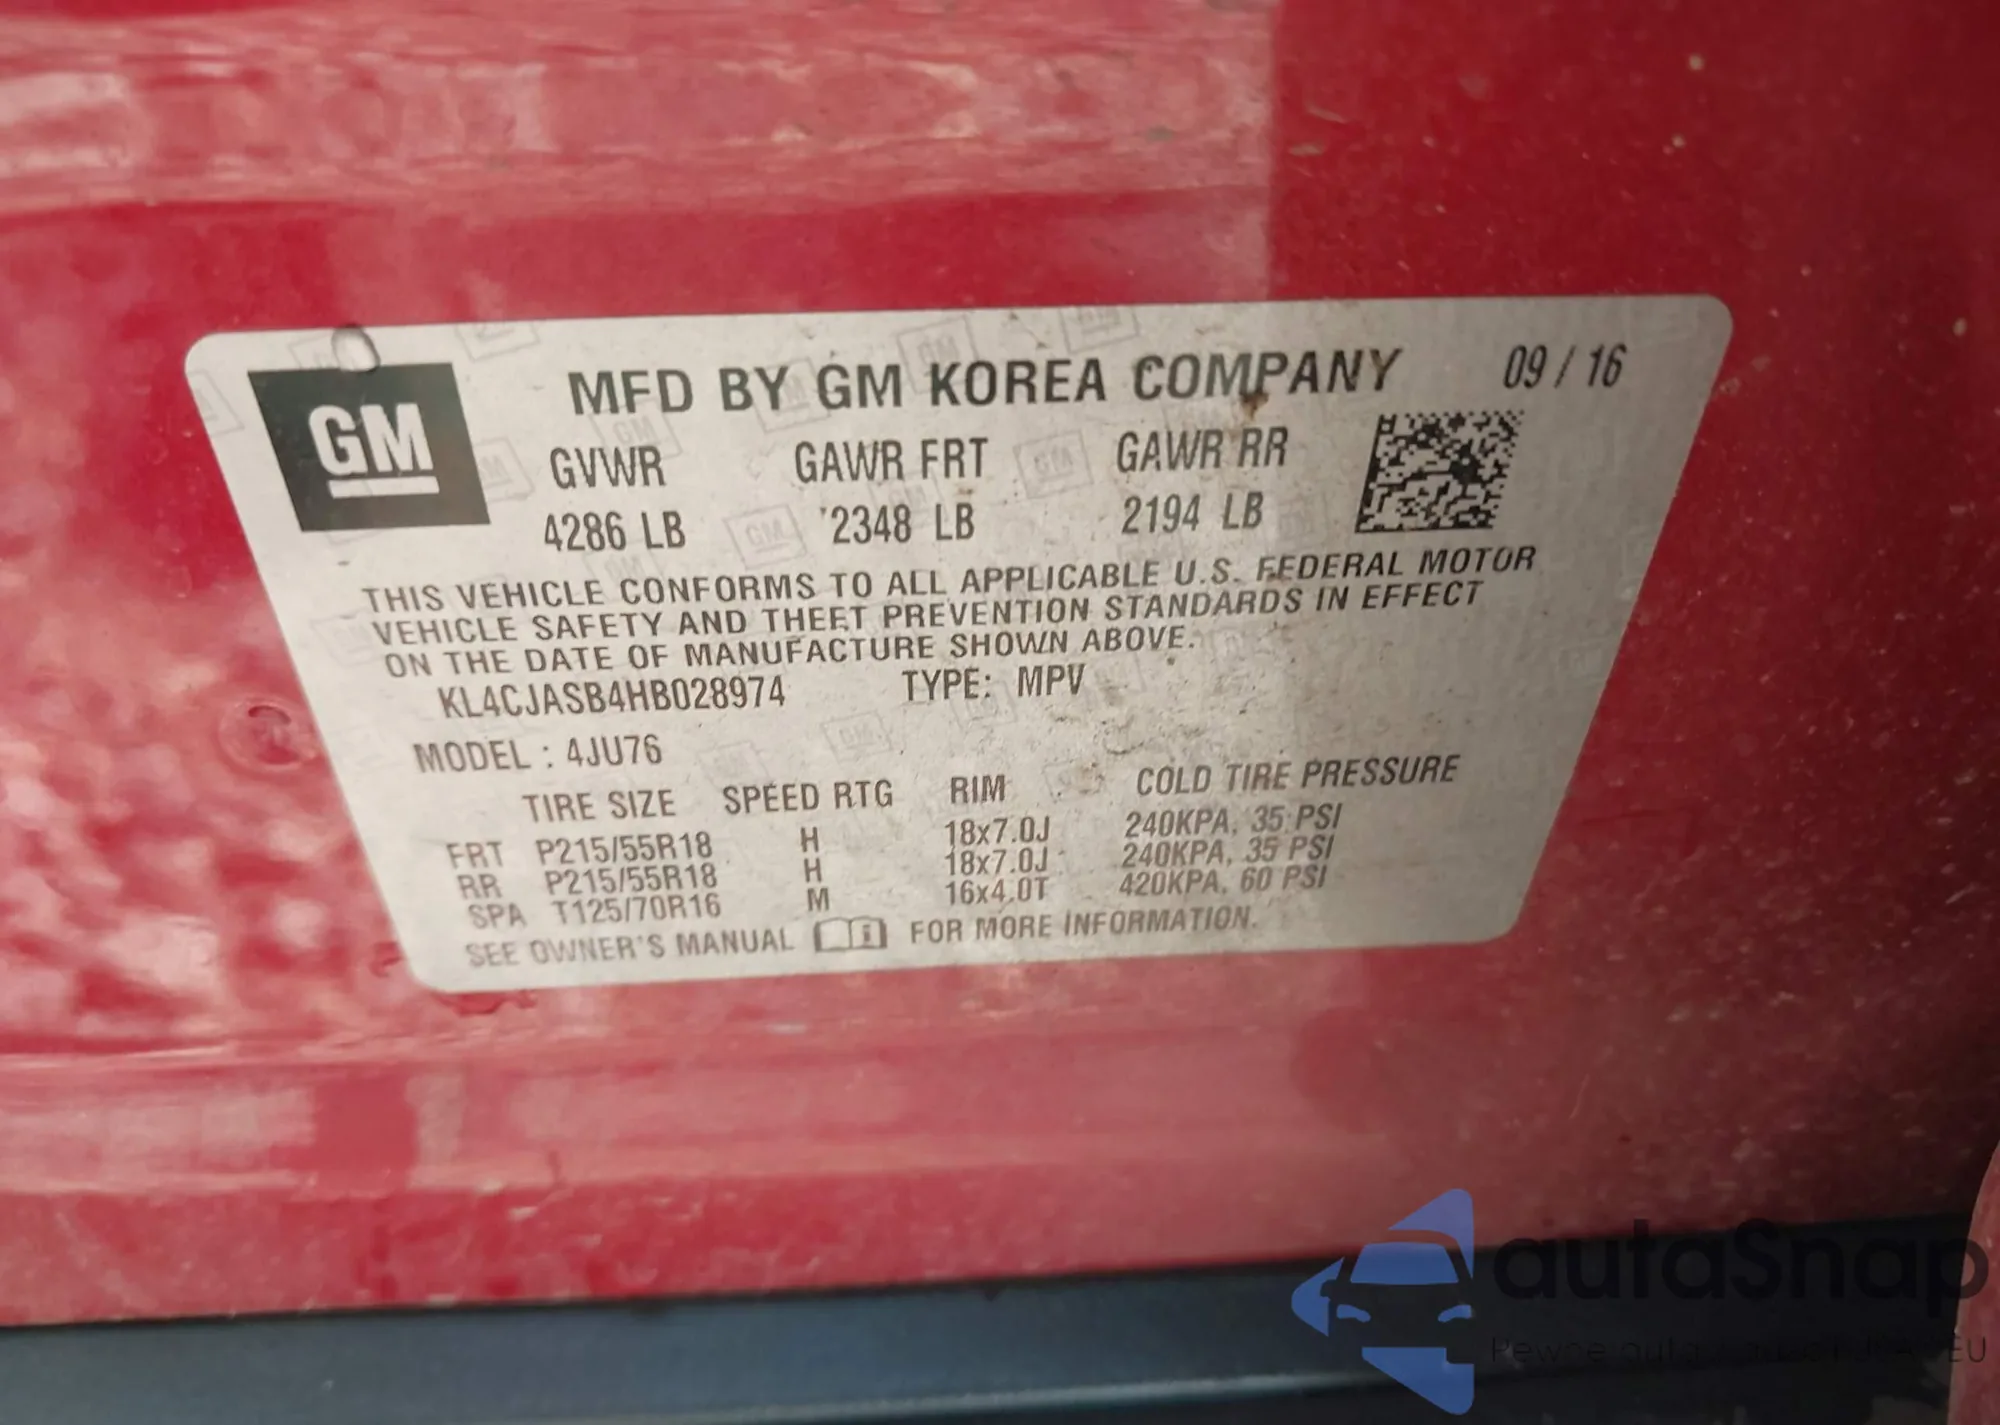 GM
MFD BY GM KOREA COMPANY 09 / 16
GVWR GAWR FRT GAWR RR
4286 LB 2348 LB 2194 LB
THIS VEHICLE CONFORMS TO ALL APPLICABLE U.S. FEDERAL MOTOR
VEHICLE SAFETY AND THEFT PREVENTION STANDARDS IN EFFECT
ON THE DATE OF MANUFACTURE SHOWN ABOVE.
KL4CJASB4HB028974 TYPE: MPV
MODEL : 4JU76
TIRE SIZE SPEED RTG RIM COLD TIRE PRESSURE
FRT P215/55R18 H 18x7.0J 240KPA, 35 PSI
RR P215/55R18 H 18x7.0J 240KPA, 35 PSI
SPA T125/70R16 M 16x4.0T 420KPA, 60 PSI
SEE OWNER'S MANUAL FOR MORE INFORMATION.
autaSnap
Pewne auta